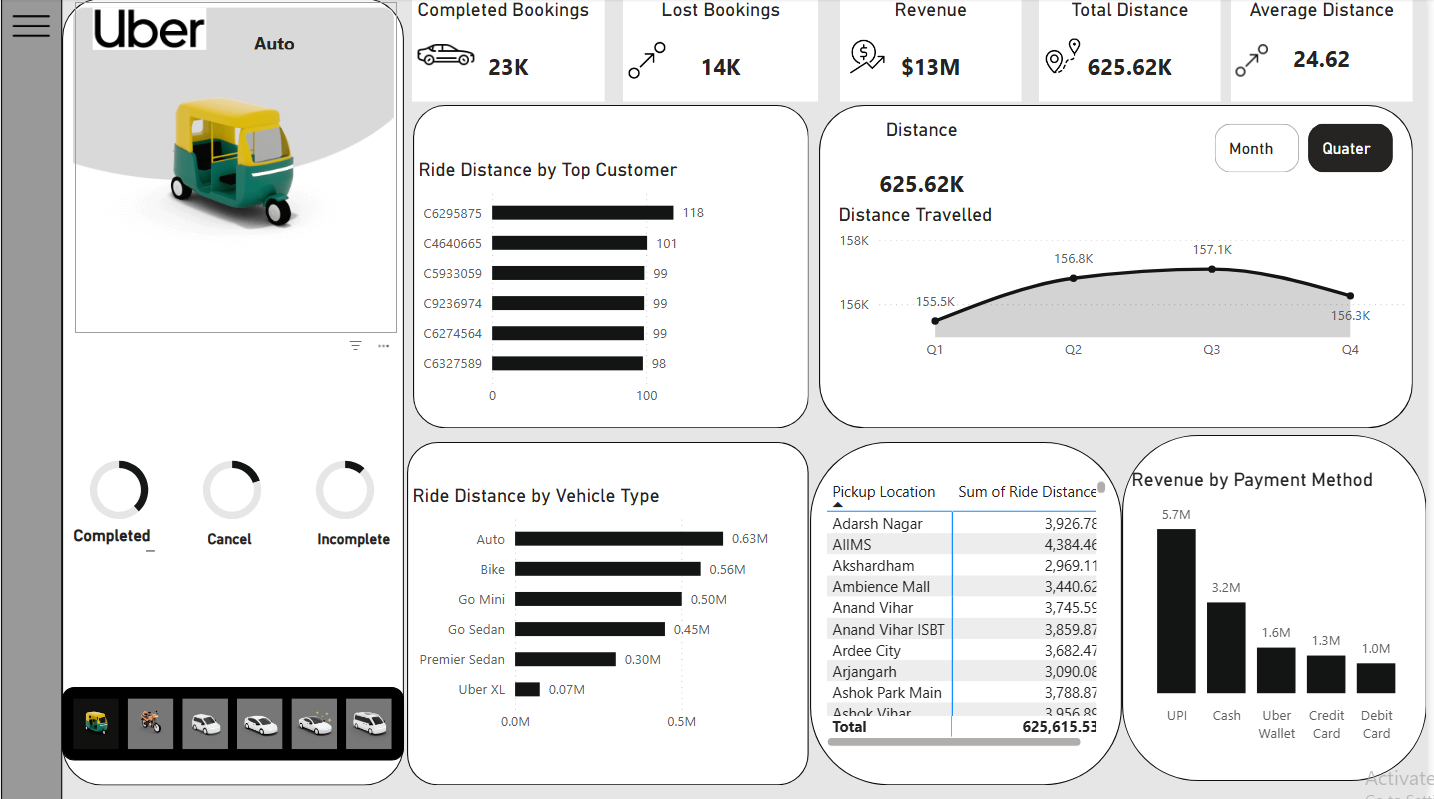 Uber
Auto
Completed
Cancel
Incomplete
Completed Bookings
23K
Lost Bookings
14K
Revenue
$13M
Total Distance
625.62K
Average Distance
24.62
Ride Distance by Top Customer
C6295875 118
C4640665 101
C5933059 99
C9236974 99
C6274564 99
C6327589 98
0 100
Distance
625.62K
Month
Quater
Distance Travelled
158K
156K
155.5K
156.8K
157.1K
156.3K
Q1 Q2 Q3 Q4
Ride Distance by Vehicle Type
Auto 0.63M
Bike 0.56M
Go Mini 0.50M
Go Sedan 0.45M
Premier Sedan 0.30M
Uber XL 0.07M
0.0M 0.5M
Pickup Location Sum of Ride Distance
Adarsh Nagar 3,926.78
AIIMS 4,384.46
Akshardham 2,969.11
Ambience Mall 3,440.62
Anand Vihar 3,745.59
Anand Vihar ISBT 3,859.87
Ardee City 3,682.47
Arjangarh 3,090.08
Ashok Park Main 3,788.87
Ashok Vihar 3,956.89
Total 625,615.53
Revenue by Payment Method
5.7M
3.2M
1.6M
1.3M
1.0M
UPI
Cash
Uber
Wallet
Credit
Card
Debit
Card
Activate